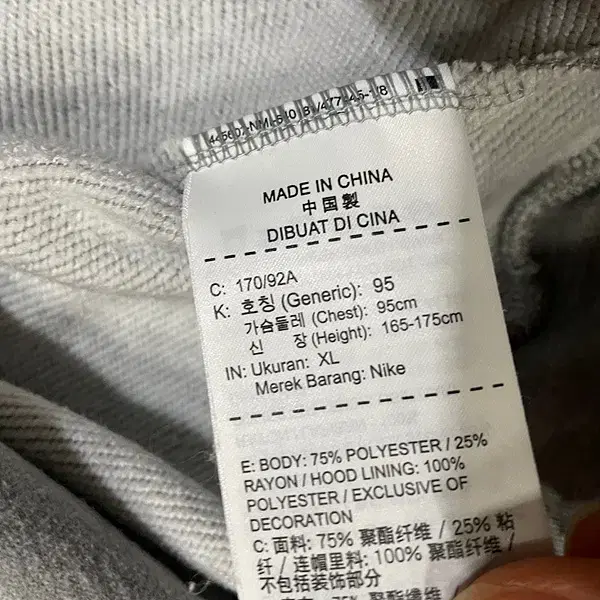 MADE IN CHINA
中国製
DIBUAT DI CINA
C: 170/92A
K: 호칭 (Generic): 95
가슴둘레 (Chest): 95cm
신 장 (Height): 165-175cm
IN: Ukuran: XL
Merek Barang: Nike
E: BODY: 75% POLYESTER / 25%
RAYON / HOOD LINING: 100%
POLYESTER / EXCLUSIVE OF
DECORATION
C: 面料: 75% 聚酯纤维 / 25% 粘
纤 / 连帽里料: 100% 聚酯纤维 /
不包括装饰部分